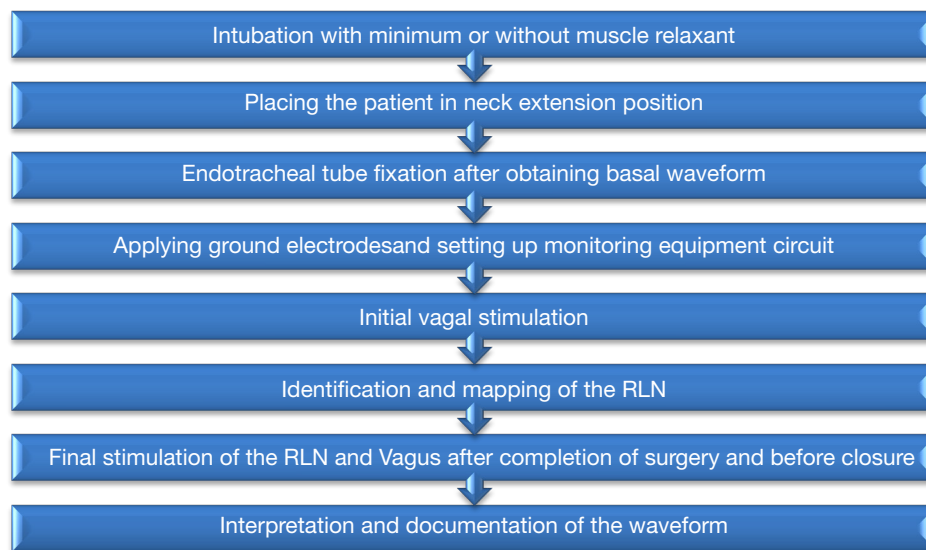 Intubation with minimum or without muscle relaxant
Placing the patient in neck extension position
Endotracheal tube fixation after obtaining basal waveform
Applying ground electrodesand setting up monitoring equipment circuit
Initial vagal stimulation
Identification and mapping of the RLN
Final stimulation of the RLN and Vagus after completion of surgery and before closure
Interpretation and documentation of the waveform